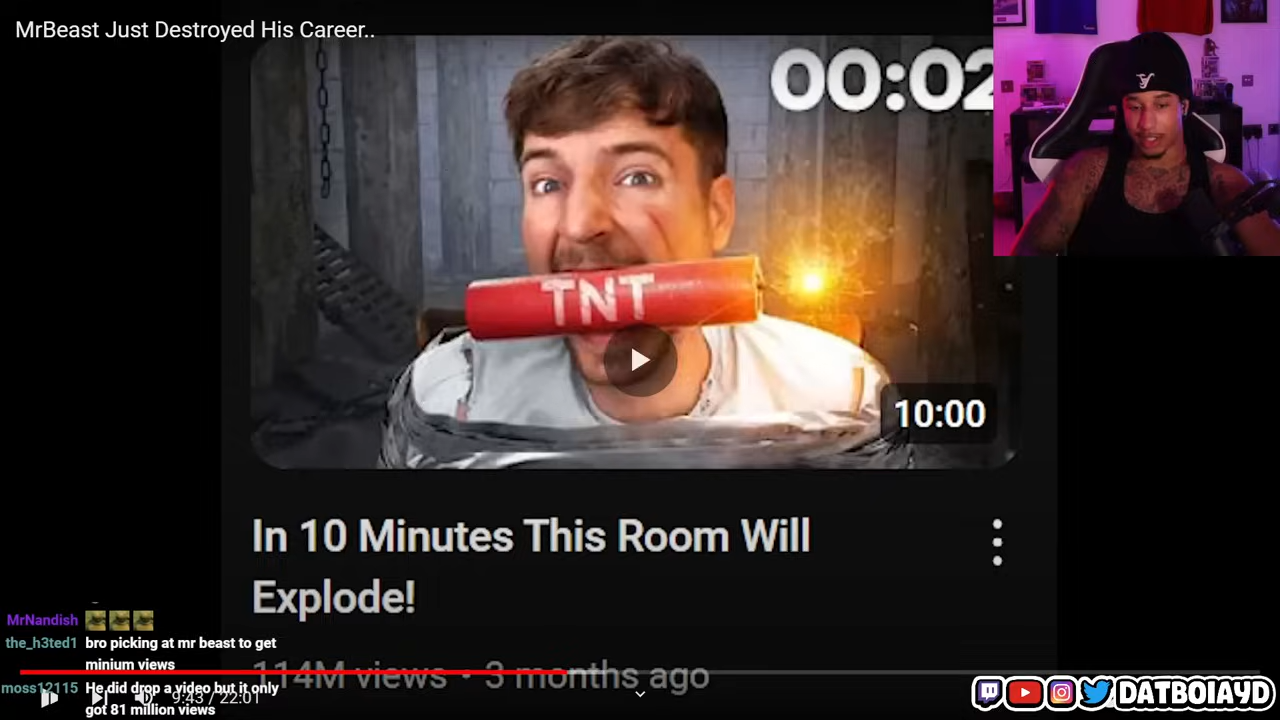 MrBeast Just Destroyed His Career..
00:02
TNT
10:00
In 10 Minutes This Room Will
Explode!
114M views • 3 months ago
MrNandish
the_h3ted1 bro picking at mr beast to get
minium views
moss12115 He did drop a video but it only
got 81 million views
9:43 / 22:01
DATBOIAYD